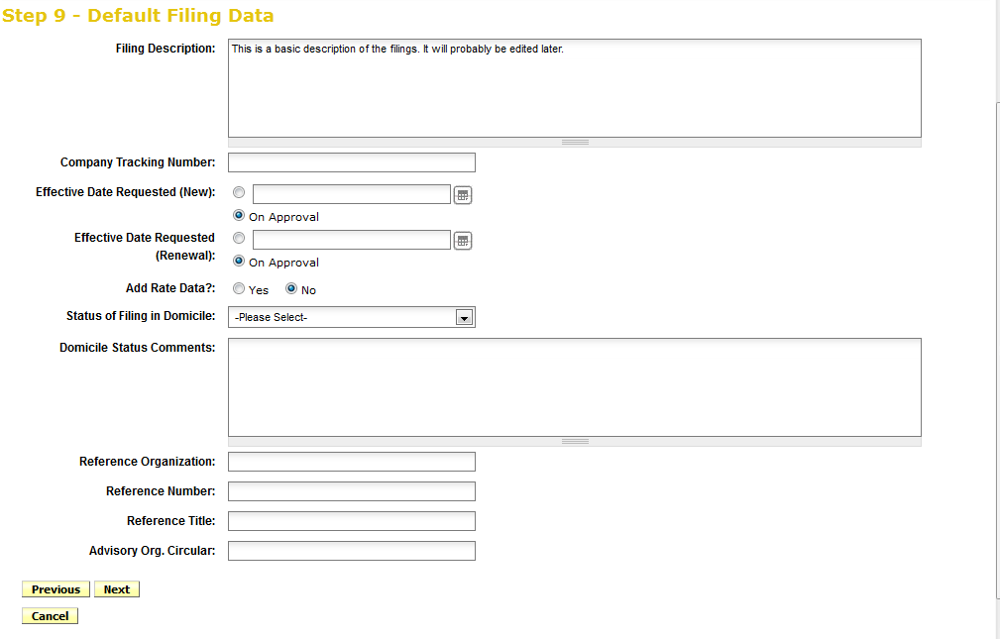 Step 9 - Default Filing Data
Filing Description:
This is a basic description of the filings. It will probably be edited later.
Company Tracking Number:
Effective Date Requested (New):
On Approval
Effective Date Requested
(Renewal):
On Approval
Add Rate Data?:
Yes No
Status of Filing in Domicile:
-Please Select-
Domicile Status Comments:
Reference Organization:
Reference Number:
Reference Title:
Advisory Org. Circular:
Previous Next
Cancel